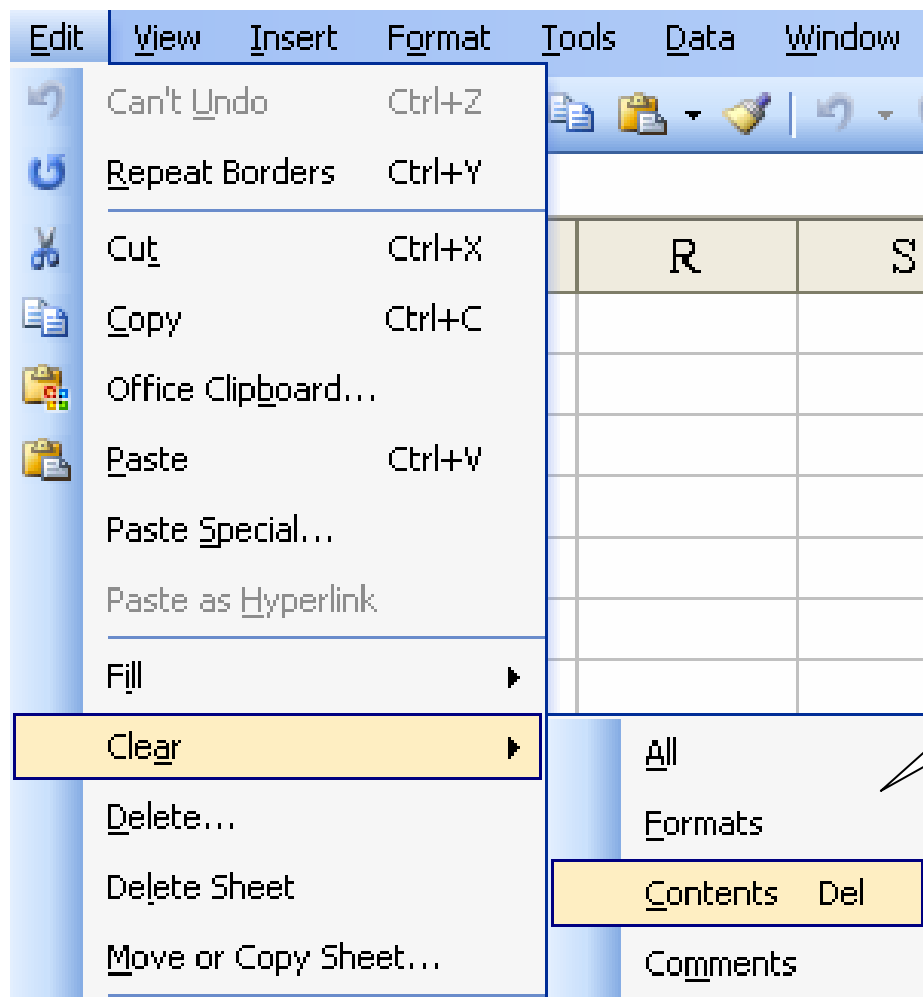 Edit View Insert Format Tools Data Window
Can't Undo Ctrl+Z
Repeat Borders Ctrl+Y
Cut Ctrl+X
Copy Ctrl+C
Office Clipboard...
Paste Ctrl+V
Paste Special...
Paste as Hyperlink
Fill
Clear
Delete...
Delete Sheet
Move or Copy Sheet...
R S
All
Formats
Contents Del
Comments